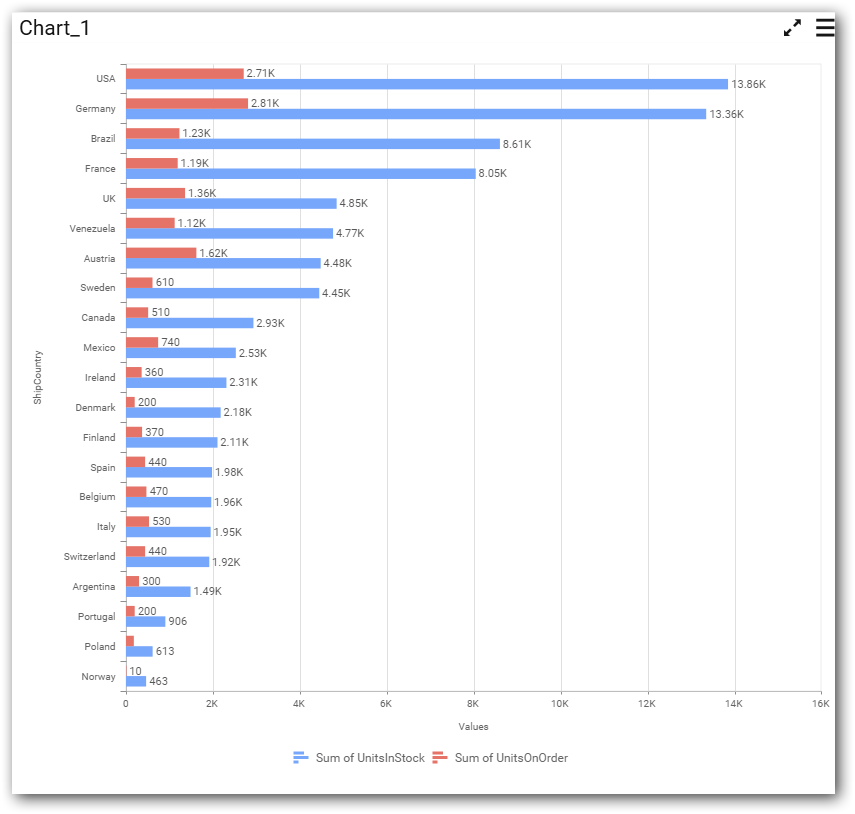 Chart_1
ShipCountry
USA 2.71K 13.86K
Germany 2.81K 13.36K
Brazil 1.23K 8.61K
France 1.19K 8.05K
UK 1.36K 4.85K
Venezuela 1.12K 4.77K
Austria 1.62K 4.48K
Sweden 610 4.45K
Canada 510 2.93K
Mexico 740 2.53K
Ireland 360 2.31K
Denmark 200 2.18K
Finland 370 2.11K
Spain 440 1.98K
Belgium 470 1.96K
Italy 530 1.95K
Switzerland 440 1.92K
Argentina 300 1.49K
Portugal 200 906
Poland 613
Norway 10 463
0 2K 4K 6K 8K 10K 12K 14K 16K
Values
Sum of UnitsInStock Sum of UnitsOnOrder